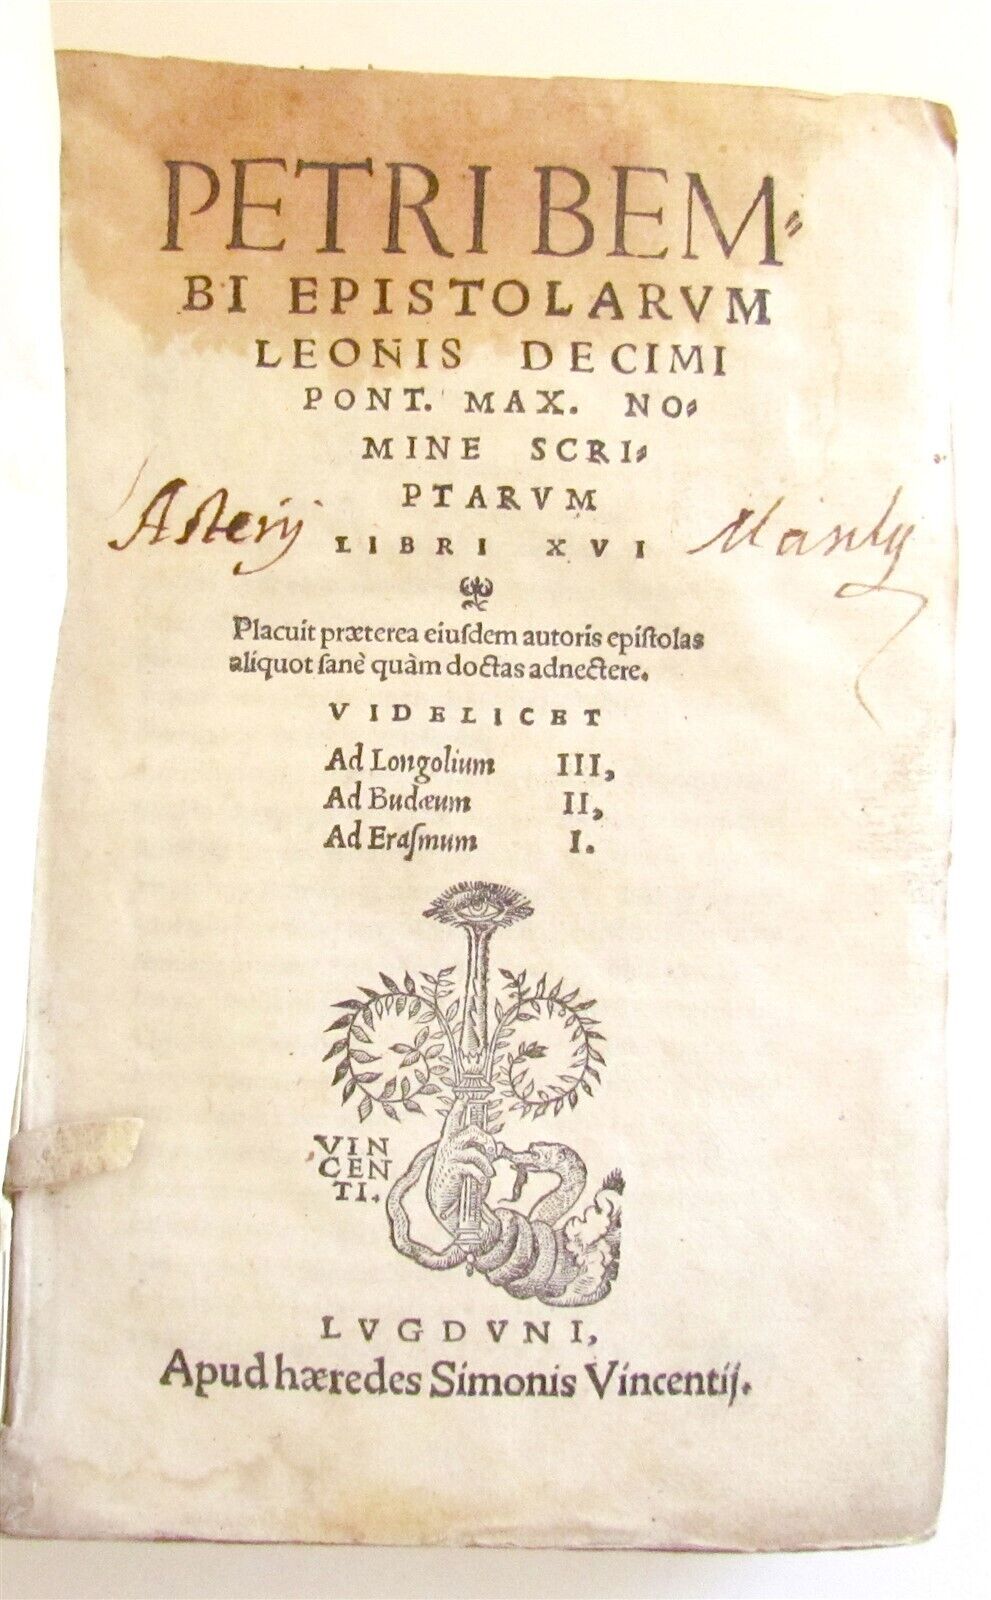 PETRI BEM⸗
BI EPISTOLARVM
LEONIS DECIMI
PONT. MAX. NO⸗
MINE SCRI⸗
PTARVM
Asterij
LIBRI XVI
Placuit præterea eiuſdem autoris epiſtolas
aliquot ſanè quàm doctas adnectere.
VIDELICET
Ad Longolium III,
Ad Budæum II,
Ad Eraſmum I.
VIN
CEN
TI.
LVGDVNI,
Apud hæredes Simonis Vincentij.